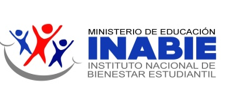 MINISTERIO DE EDUCACIÓN
INABIE
INSTITUTO NACIONAL DE
BIENESTAR ESTUDIANTIL